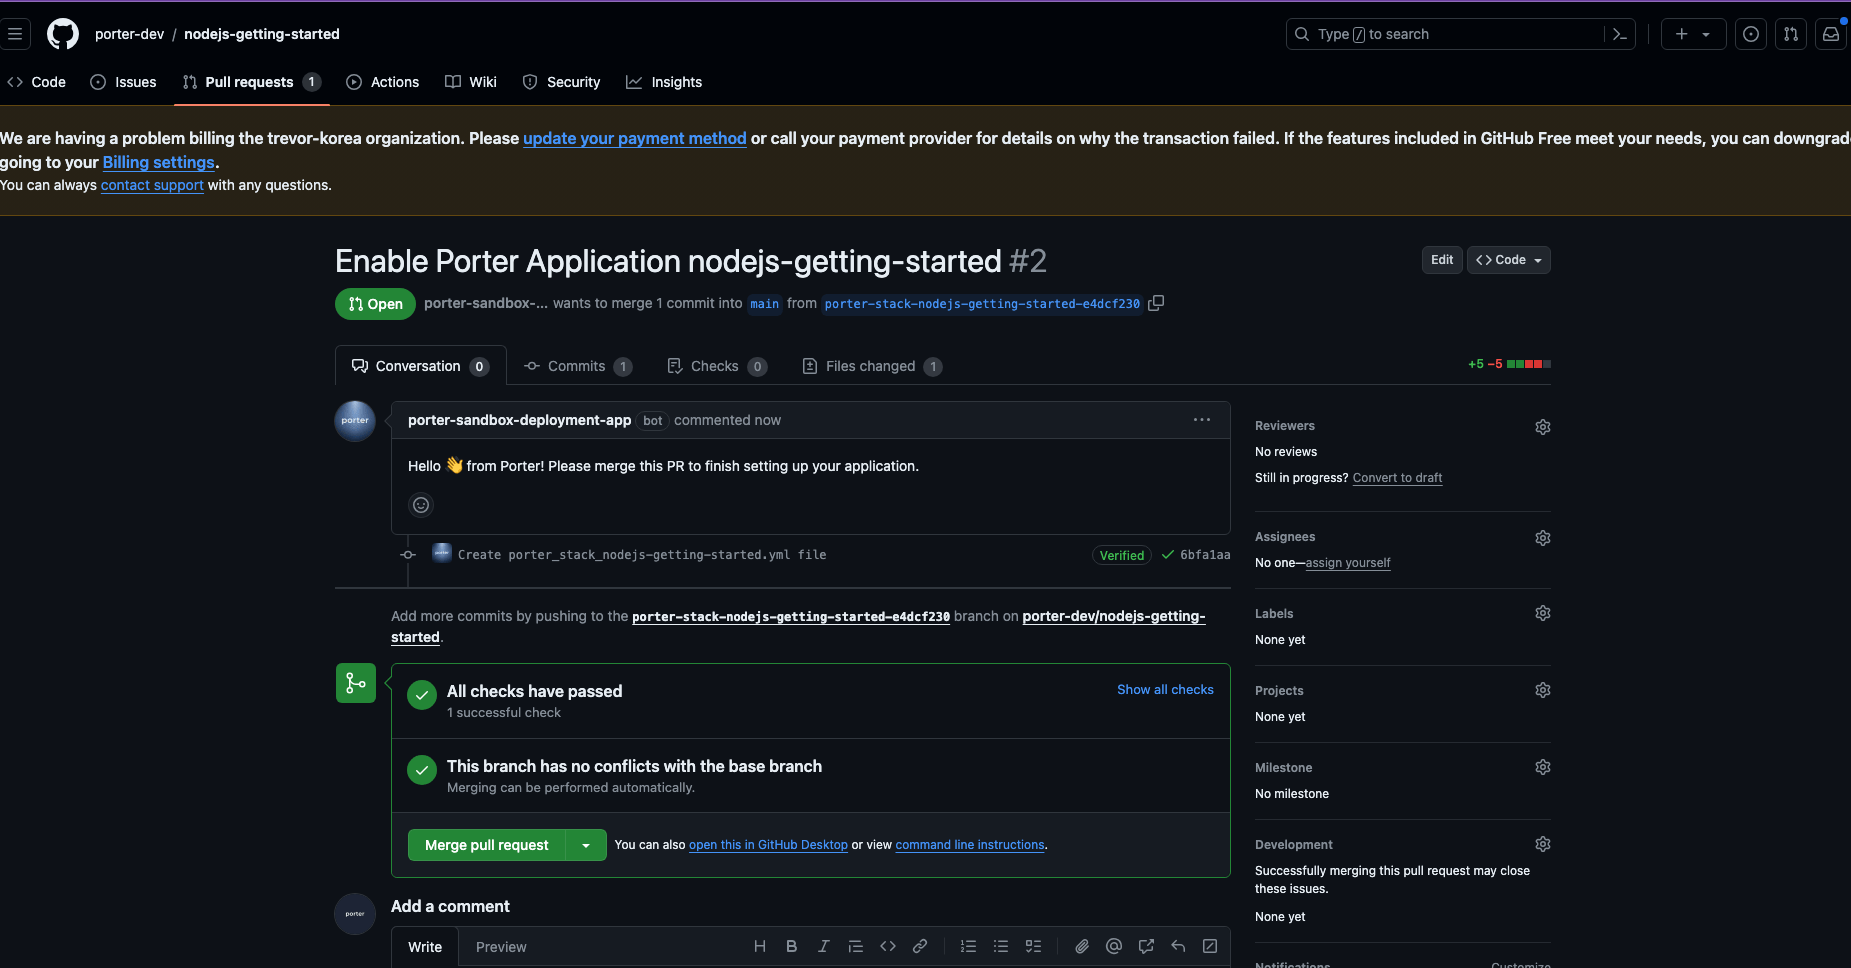 porter-dev / nodejs-getting-started
Type / to search
Code
Issues
Pull requests 1
Actions
Wiki
Security
Insights
We are having a problem billing the trevor-korea organization. Please update your payment method or call your payment provider for details on why the transaction failed. If the features included in GitHub Free meet your needs, you can downgrad
going to your Billing settings.
You can always contact support with any questions.
Enable Porter Application nodejs-getting-started #2
Edit
<> Code
Open
porter-sandbox-... wants to merge 1 commit into main from porter-stack-nodejs-getting-started-e4dcf230
Conversation 0
Commits 1
Checks 0
Files changed 1
+5 −5
porter
porter-sandbox-deployment-app bot commented now
Hello 👋 from Porter! Please merge this PR to finish setting up your application.
Create porter_stack_nodejs-getting-started.yml file
Verified
6bfa1aa
Add more commits by pushing to the porter-stack-nodejs-getting-started-e4dcf230 branch on porter-dev/nodejs-getting-
started.
All checks have passed
1 successful check
Show all checks
This branch has no conflicts with the base branch
Merging can be performed automatically.
Merge pull request
You can also open this in GitHub Desktop or view command line instructions.
porter
Add a comment
Write
Preview
Reviewers
No reviews
Still in progress? Convert to draft
Assignees
No one—assign yourself
Labels
None yet
Projects
None yet
Milestone
No milestone
Development
Successfully merging this pull request may close
these issues.
None yet
Notifications
Customize